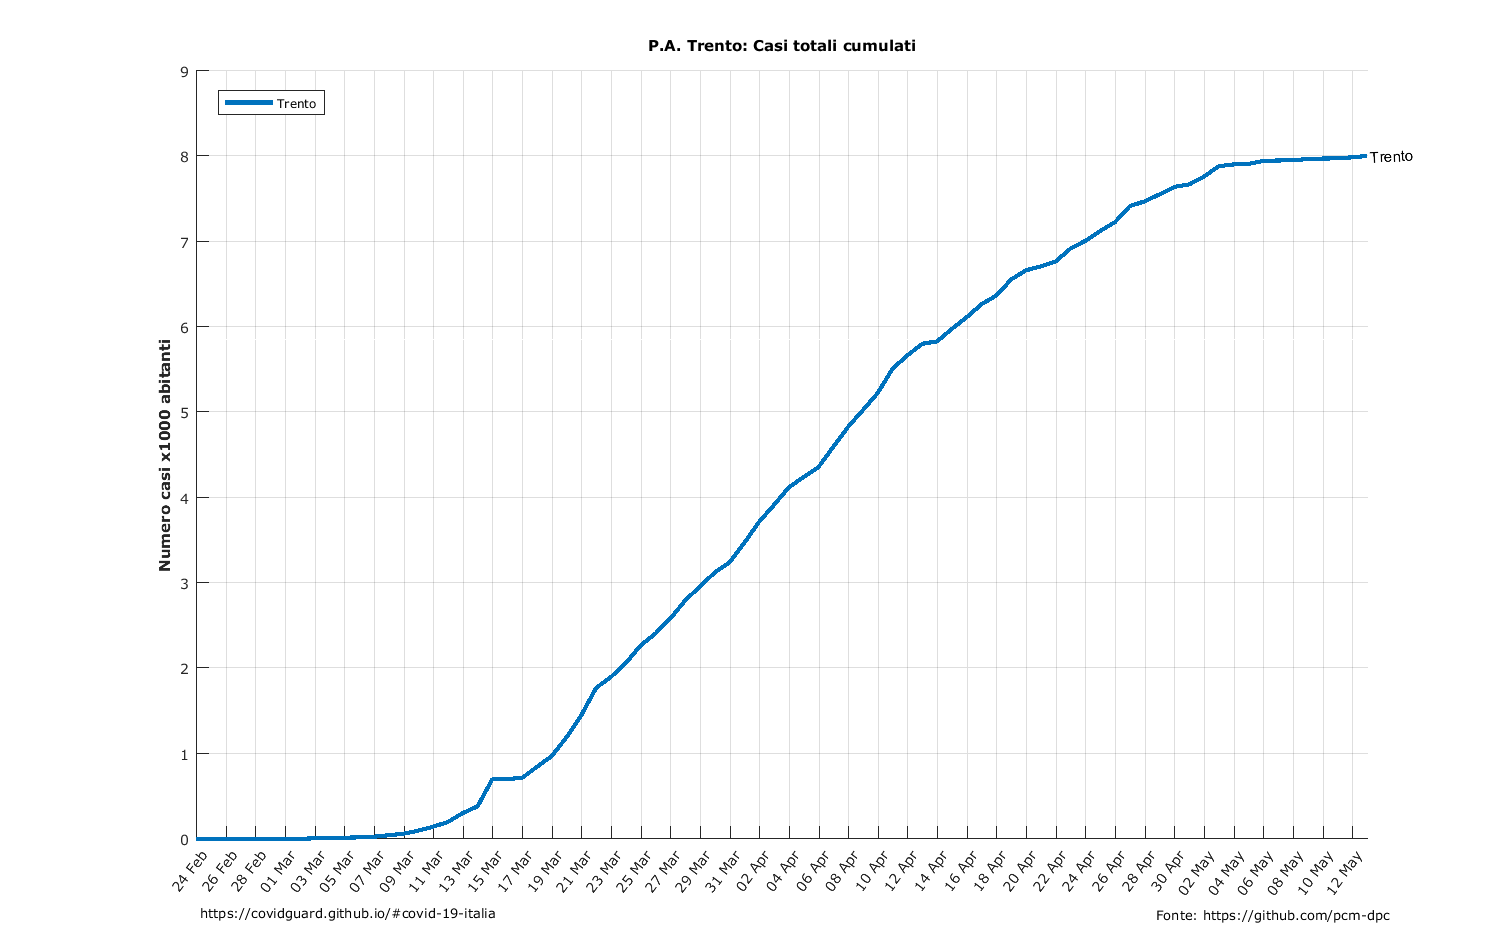 P.A. Trento: Casi totali cumulati
Trento
Trento
Numero casi x1000 abitanti
9
8
7
6
5
4
3
2
1
0
24 Feb
26 Feb
28 Feb
01 Mar
03 Mar
05 Mar
07 Mar
09 Mar
11 Mar
13 Mar
15 Mar
17 Mar
19 Mar
21 Mar
23 Mar
25 Mar
27 Mar
29 Mar
31 Mar
02 Apr
04 Apr
06 Apr
08 Apr
10 Apr
12 Apr
14 Apr
16 Apr
18 Apr
20 Apr
22 Apr
24 Apr
26 Apr
28 Apr
30 Apr
02 May
04 May
06 May
08 May
10 May
12 May
https://covidguard.github.io/#covid-19-italia
Fonte: https://github.com/pcm-dpc